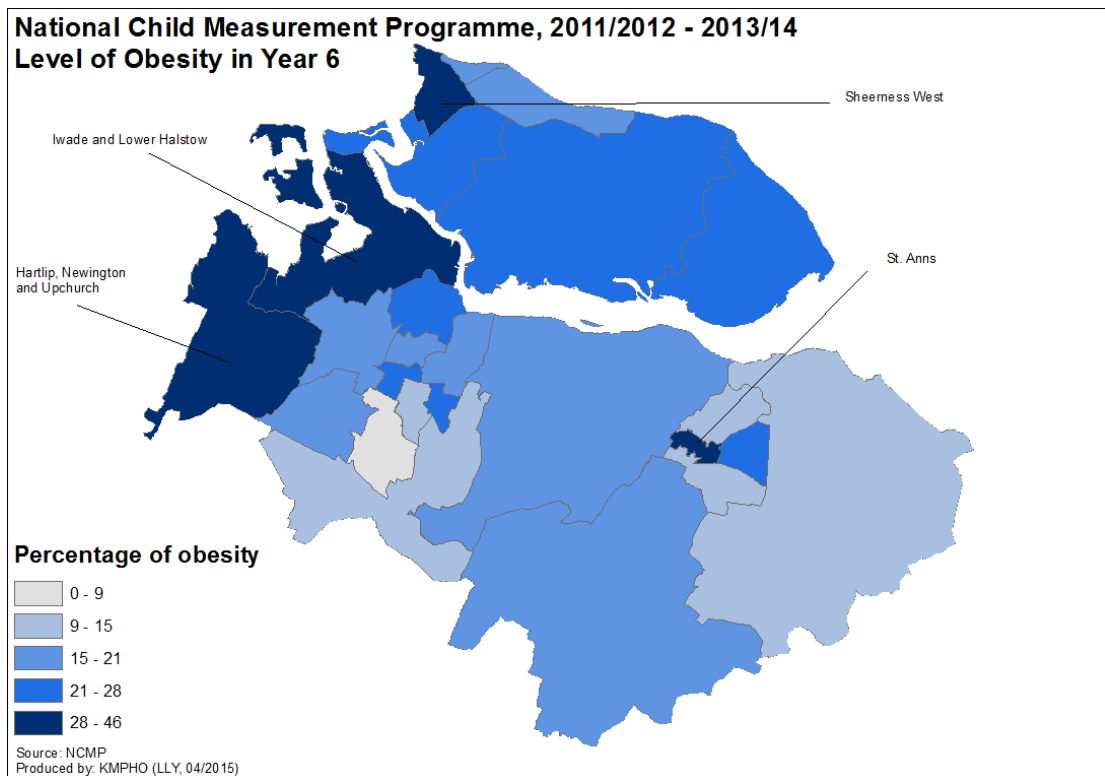 National Child Measurement Programme, 2011/2012 - 2013/14
Level of Obesity in Year 6
Sheerness West
Iwade and Lower Halstow
St. Anns
Hartlip, Newington
and Upchurch
Percentage of obesity
0 - 9
9 - 15
15 - 21
21 - 28
28 - 46
Source: NCMP
Produced by: KMPHO (LLY, 04/2015)